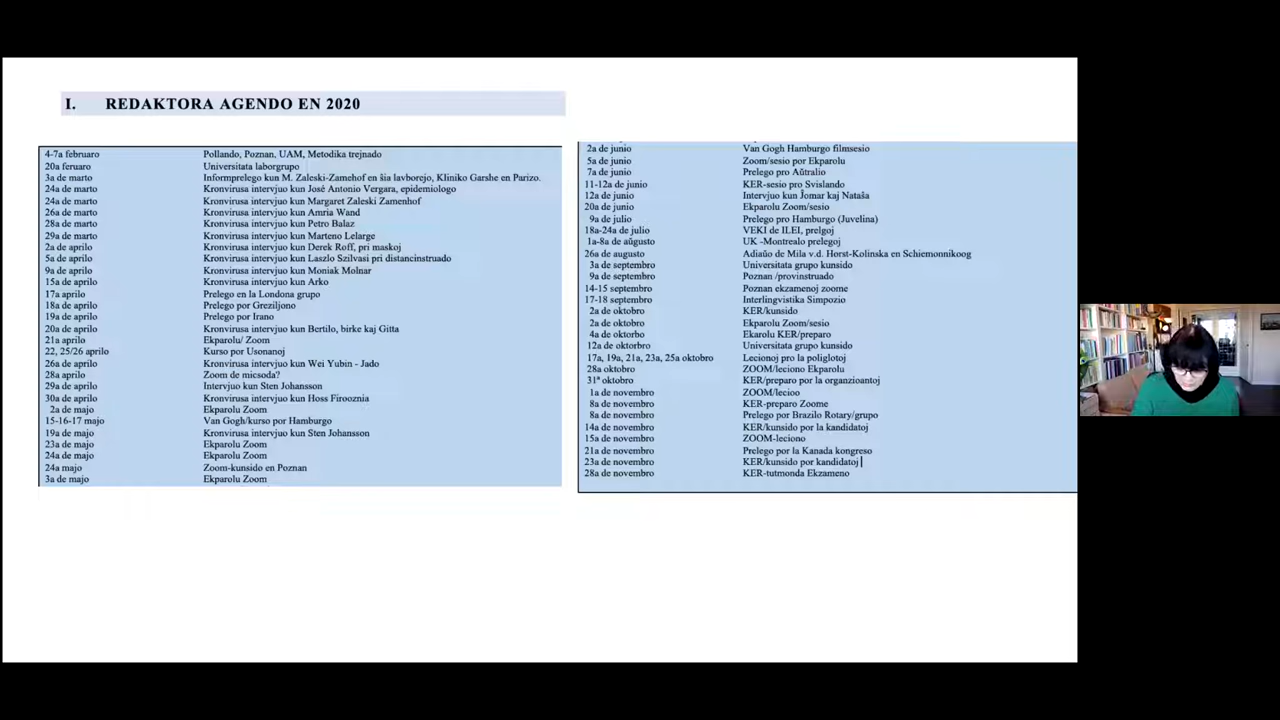 I. REDAKTORA AGENDO EN 2020
4-7a februaro Pollando, Poznan, UAM, Metodika trejnado
20a feruaro Universitata laborgrupo
3a de marto Informprelego kun M. Zaleski-Zamehof en ŝia lavborejo, Kliniko Garshe en Parizo.
24a de marto Kronvirusa intervjuo kun José Antonio Vergara, epidemiologo
24a de marto Kronvirusa intervjuo kun Margaret Zaleski Zamenhof
26a de marto Kronvirusa intervjuo kun Amria Wand
28a de marto Kronvirusa intervjuo kun Petro Balaz
29a de marto Kronvirusa intervjuo kun Marteno Lelarge
2a de aprilo Kronvirusa intervjuo kun Derek Roff, pri maskoj
5a de aprilo Kronvirusa intervjuo kun Laszlo Szilvasi pri distancinstruado
9a de aprilo Kronvirusa intervjuo kun Moniak Molnar
15a de aprilo Kronvirusa intervjuo kun Arko
17a aprilo Prelego en la Londona grupo
18a de aprilo Prelego por Greziljono
19a de aprilo Prelego por Irano
20a de aprilo Kronvirusa intervjuo kun Bertilo, birke kaj Gitta
21a aprilo Ekparolu/ Zoom
22, 25/26 aprilo Kurso por Usonanoj
26a de aprilo Kronvirusa intervjuo kun Wei Yubin - Jado
28a aprilo Zoom de micsoda?
29a de aprilo Intervjuo kun Sten Johansson
30a de aprilo Kronvirusa intervjuo kun Hoss Firooznia
2a de majo Ekparolu Zoom
15-16-17 majo Van Gogh/kurso por Hamburgo
19a de majo Kronvirusa intervjuo kun Sten Johansson
23a de majo Ekparolu Zoom
24a de majo Ekparolu Zoom
24a majo Zoom-kunsido en Poznan
3a de majo Ekparolu Zoom
2a de junio Van Gogh Hamburgo filmsesio
5a de junio Zoom/sesio por Ekparolu
7a de junio Prelego pro Aŭtralio
11-12a de junio KER-sesio pro Svislando
12a de junio Intervjuo kun Ĵomar kaj Nataŝa
20a de junio Ekparolu Zoom/sesio
9a de julio Prelego pro Hamburgo (Juvelina)
18a-24a de julio VEKI de ILEI, prelgoj
1a-8a de aŭgusto UK -Montrealo prelegoj
26a de augusto Adiaŭo de Mila v.d. Horst-Kolinska en Schiemonnikoog
3a de septembro Universitata grupo kunsido
9a de septembro Poznan /provinstruado
14-15 septembro Poznan ekzamenoj zoome
17-18 septembro Interlingvistika Simpozio
2a de oktobro KER/kunsido
2a de oktobro Ekparolu Zoom/sesio
4a de oktorbo Ekarolu KER/preparo
12a de oktorbro Universitata grupo kunsido
17a, 19a, 21a, 23a, 25a oktobro Lecionoj pro la poliglotoj
28a oktobro ZOOM/leciono Ekparolu
31ª oktobro KER/preparo por la organzioantoj
1a de novembro ZOOM/lecioo
8a de novembro KER-preparo Zoome
8a de novembro Prelego por Brazilo Rotary/grupo
14a de novembro KER/kunsido por la kandidatoj
15a de novembro ZOOM-leciono
21a de novembro Prelego por la Kanada kongreso
23a de novembro KER/kunsido por kandidatoj
28a de novembro KER-tutmonda Ekzameno